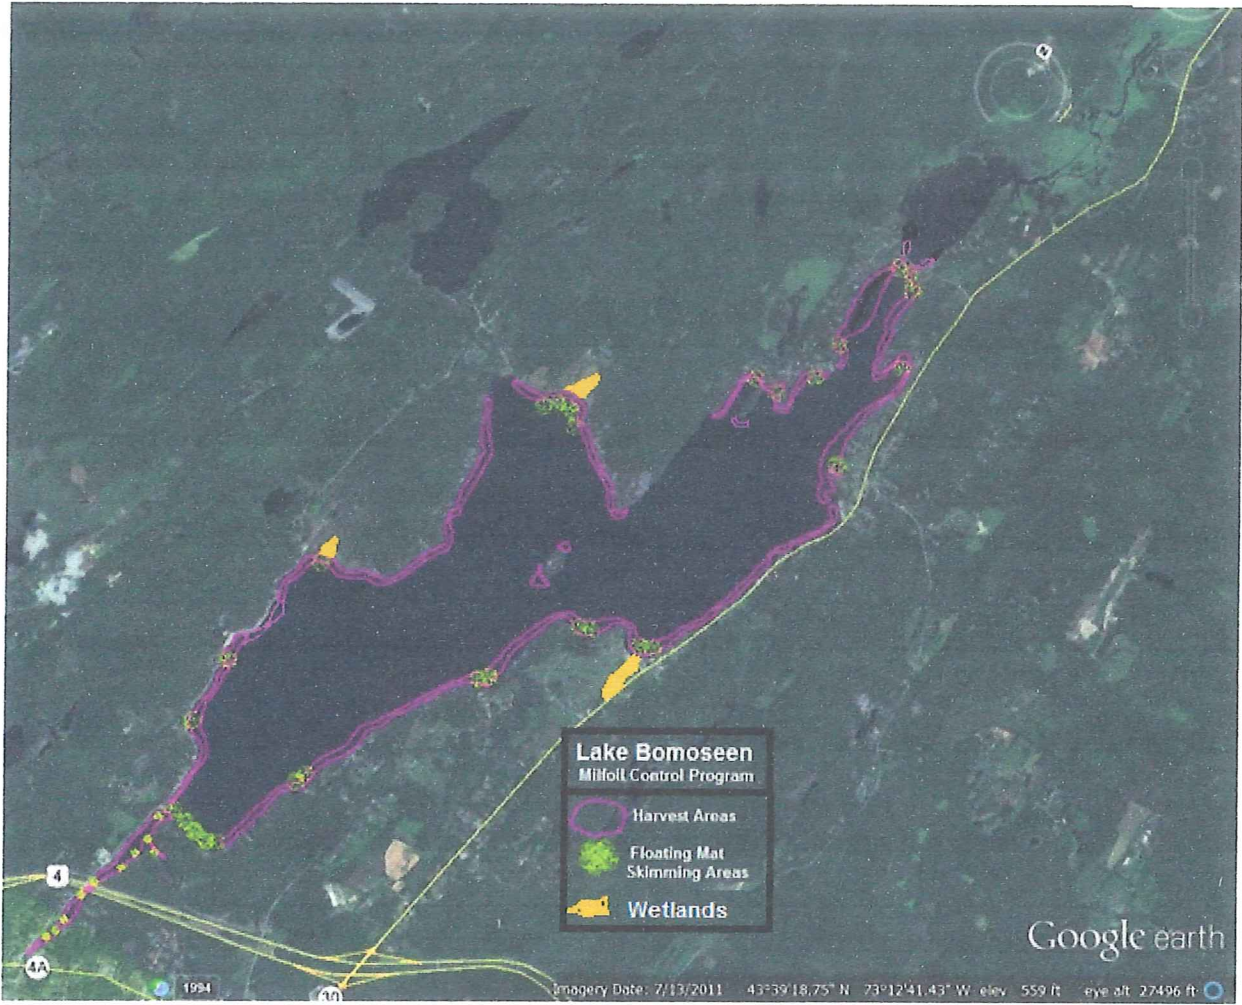 N
Lake Bomoseen
Milfoil Control Program
Harvest Areas
Floating Mat
Skimming Areas
Wetlands
4
4A
30
1994
Google earth
Imagery Date: 7/13/2011 43°39'18.75" N 73°12'41.43" W elev 559 ft eye alt 27496 ft